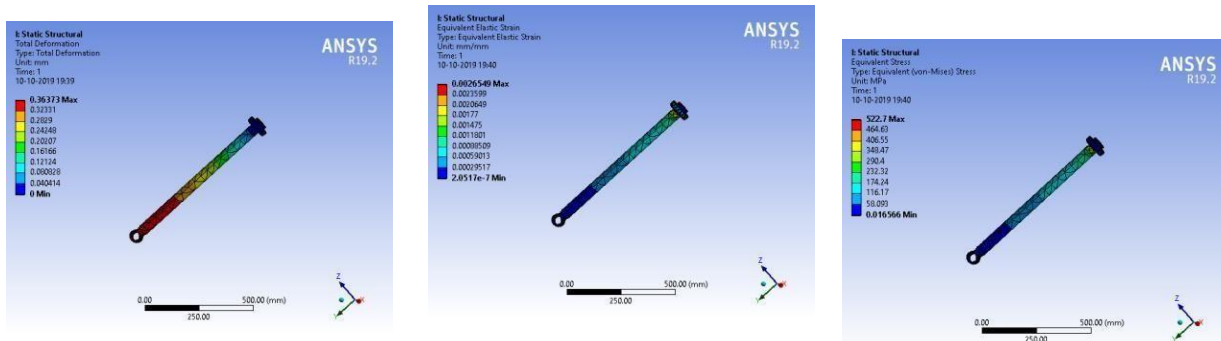 I: Static Structural
Total Deformation
Type: Total Deformation
Unit: mm
Time: 1
10-10-2019 19:39
ANSYS
R19.2
0.36373 Max
0.32331
0.2829
0.24248
0.20207
0.16166
0.12124
0.080828
0.040414
0 Min
Z
X
Y
0.00
500.00 (mm)
250.00
I: Static Structural
Equivalent Elastic Strain
Type: Equivalent Elastic Strain
Unit: mm/mm
Time: 1
10-10-2019 19:40
ANSYS
R19.2
0.0026549 Max
0.0023599
0.0020649
0.00177
0.001475
0.0011801
0.00088509
0.00059013
0.00029517
2.0517e-7 Min
Z
X
Y
0.00
500.00 (mm)
250.00
I: Static Structural
Equivalent Stress
Type: Equivalent (von-Mises) Stress
Unit: MPa
Time: 1
10-10-2019 19:40
ANSYS
R19.2
522.7 Max
464.63
406.55
348.47
290.4
232.32
174.24
116.17
58.093
0.016566 Min
Z
X
Y
0.00
500.00 (mm)
250.00